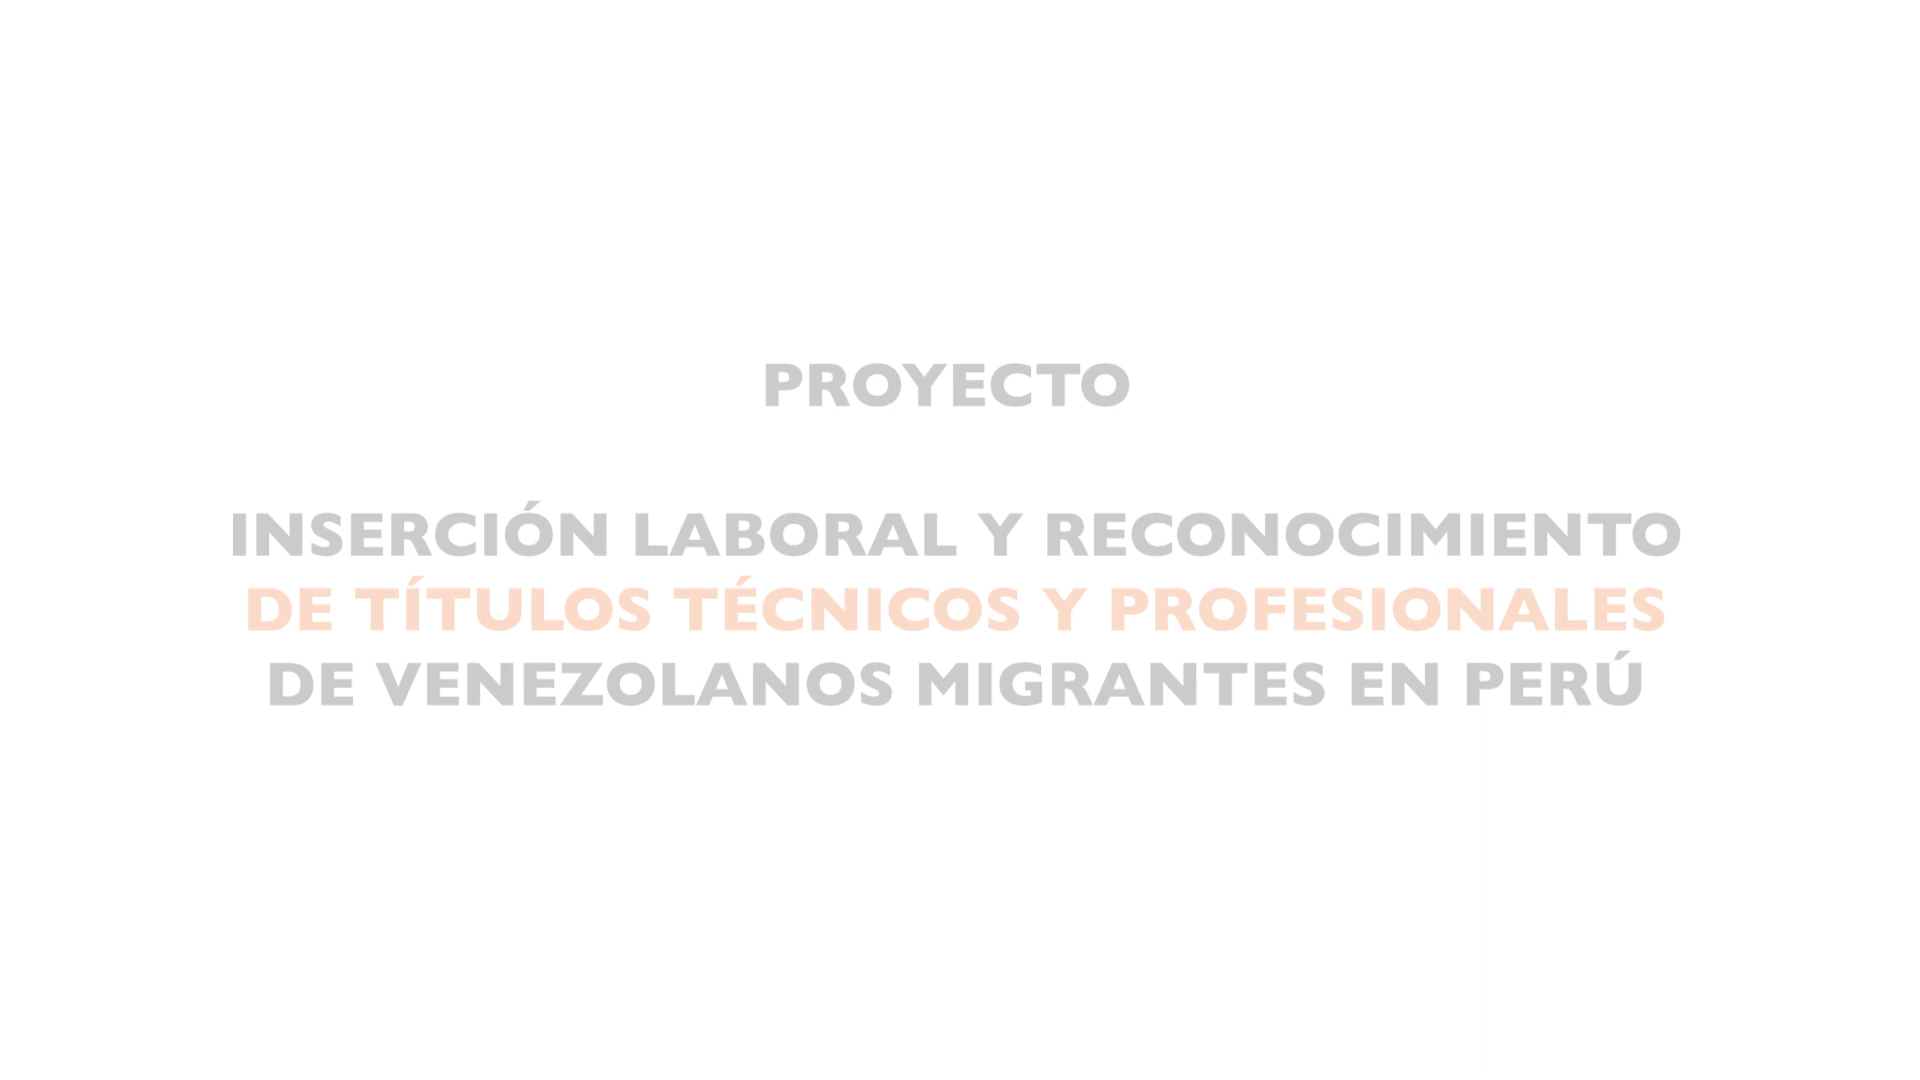 PROYECTO
INSERCIÓN LABORAL Y RECONOCIMIENTO
DE TÍTULOS TÉCNICOS Y PROFESIONALES
DE VENEZOLANOS MIGRANTES EN PERÚ